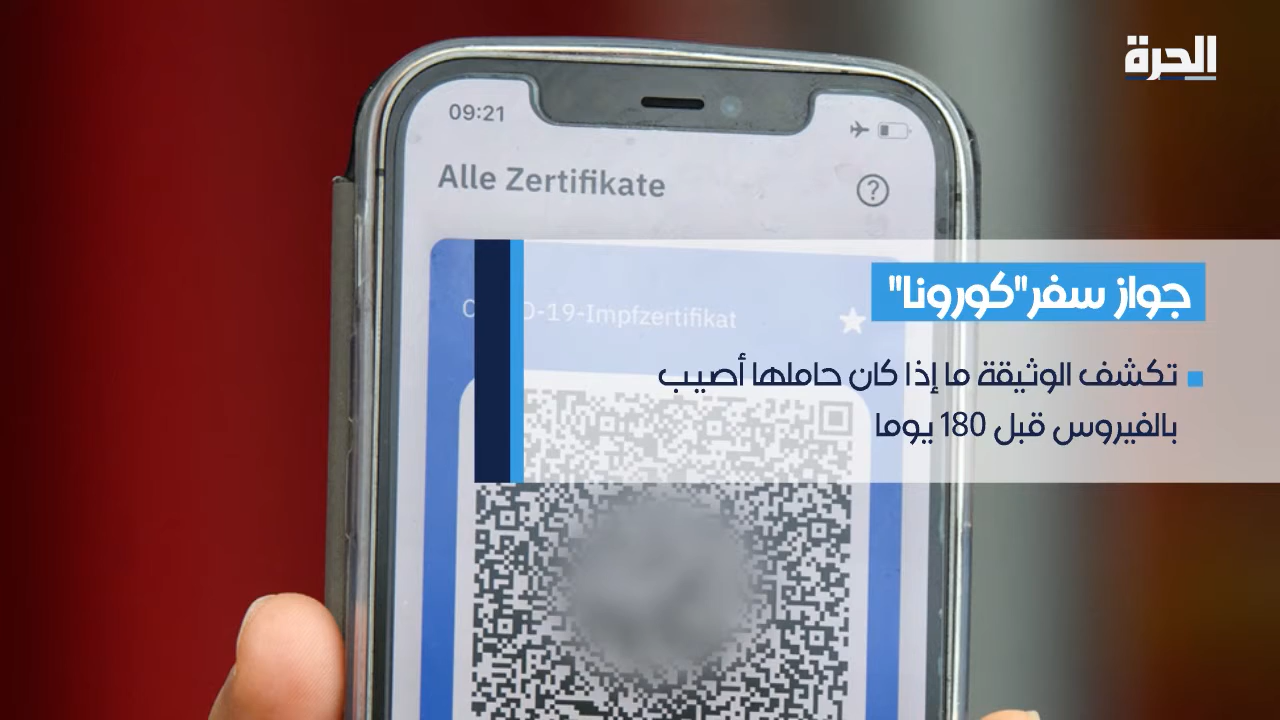 الحرة
09:21
Alle Zertifikate
-19-Impfzertifikat
جواز سفر"كورونا"
تكشف الوثيقة ما إذا كان حاملها أصيب
بالفيروس قبل 180 يوما